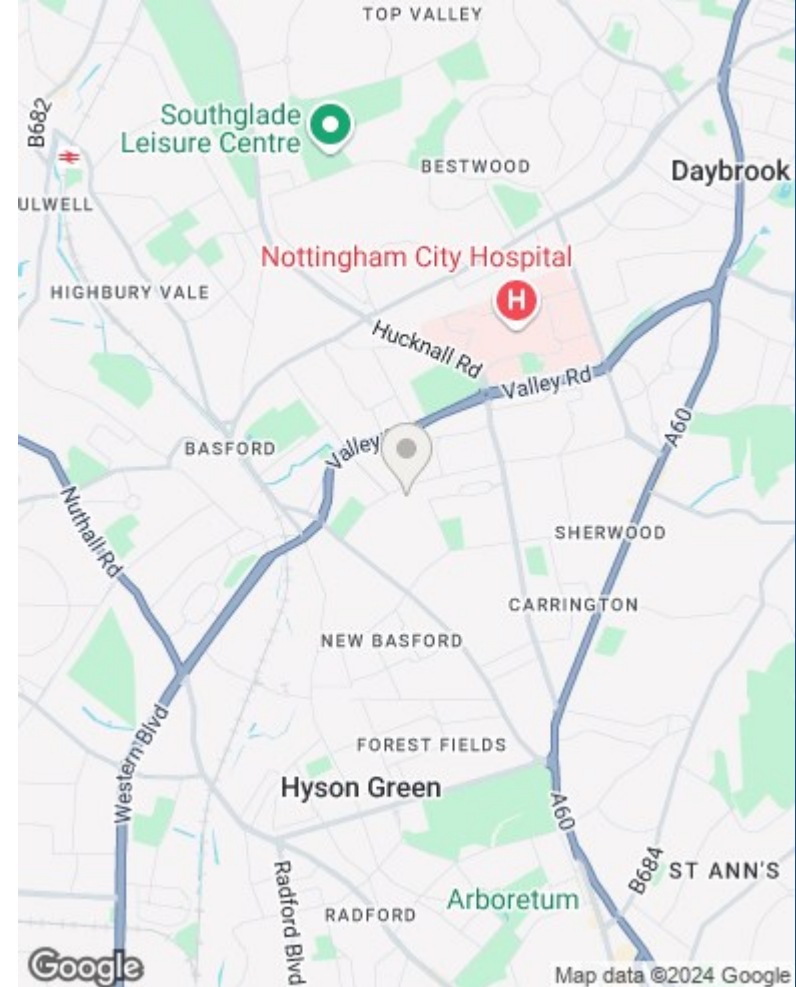 TOP VALLEY
B682
Southglade
Leisure Centre
BESTWOOD
Daybrook
ULWELL
Nottingham City Hospital
H
HIGHBURY VALE
Hucknall Rd
Valley Rd
A60
Valley
BASFORD
Nuthall Rd
SHERWOOD
CARRINGTON
NEW BASFORD
Western Blvd
FOREST FIELDS
Hyson Green
A60
B684
ST ANN'S
Radford Blvd
Arboretum
RADFORD
Google
Map data ©2024 Google